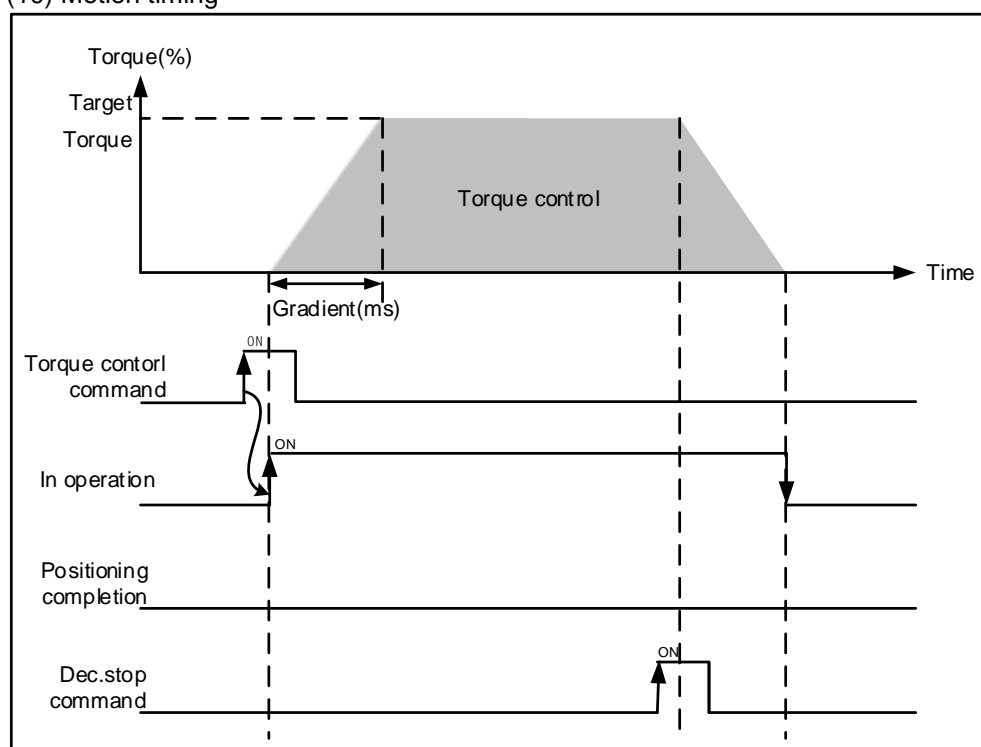 (10) Motion timing
Torque(%)
Target
Torque
Torque control
Time
Gradient(ms)
ON
Torque contorl
command
ON
In operation
Positioning
completion
ON
Dec.stop
command